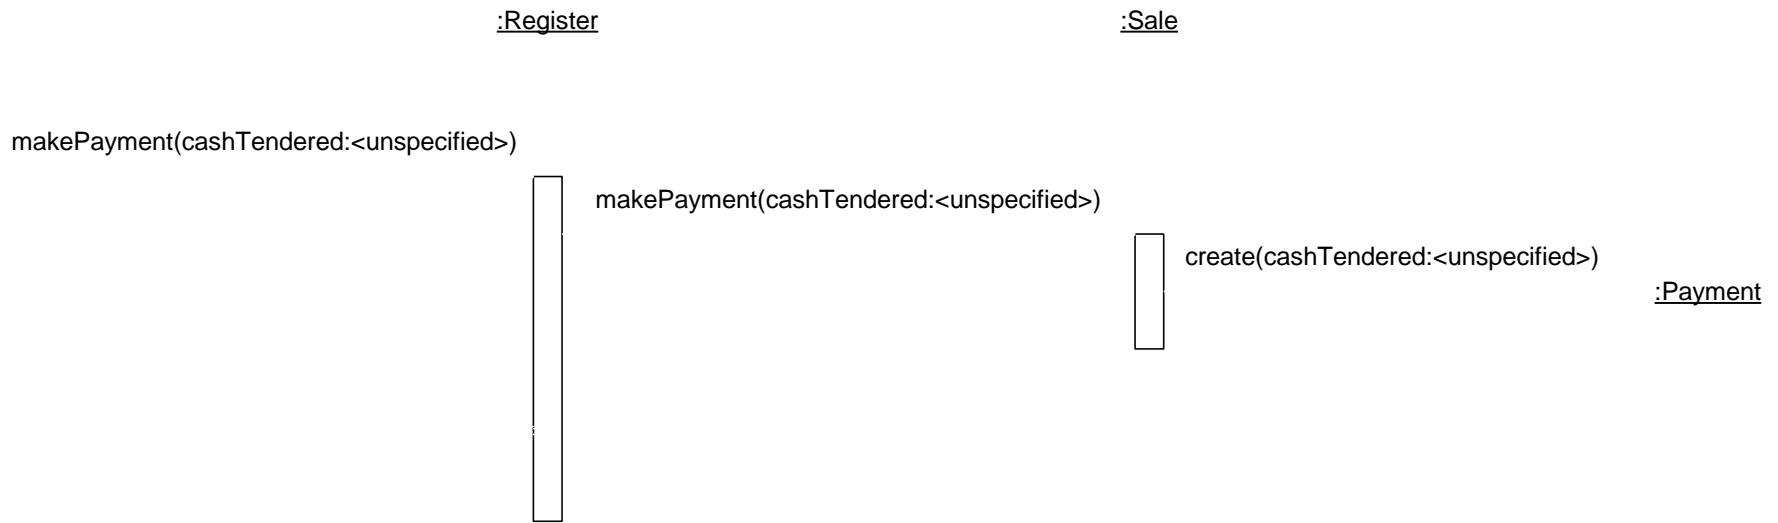 :Register
:Sale
makePayment(cashTendered:<unspecified>)
makePayment(cashTendered:<unspecified>)
create(cashTendered:<unspecified>)
:Payment